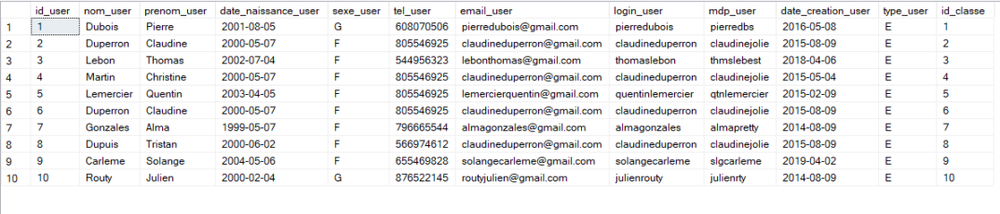 id_user nom_user prenom_user date_naissance_user sexe_user tel_user email_user login_user mdp_user date_creation_user type_user id_classe
1 1 Dubois Pierre 2001-08-05 G 608070506 pierredubois@gmail.com pierredubois pierredbs 2016-05-08 E 1
2 2 Duperron Claudine 2000-05-07 F 805546925 claudineduperron@gmail.com claudineduperron claudinejolie 2015-08-09 E 2
3 3 Lebon Thomas 2002-07-04 F 544956323 lebonthomas@gmail.com thomaslebon thmslebest 2018-04-06 E 3
4 4 Martin Christine 2000-05-07 F 805546925 claudineduperron@gmail.com claudineduperron claudinejolie 2015-05-04 E 4
5 5 Lemercier Quentin 2003-04-05 F 805546925 lemercierquentin@gmail.com quentinlemercier qtnlemercier 2015-02-09 E 5
6 6 Duperron Claudine 2000-05-07 F 805546925 claudineduperron@gmail.com claudineduperron claudinejolie 2015-08-09 E 6
7 7 Gonzales Alma 1999-05-07 F 796665544 almagonzales@gmail.com almagonzales almapretty 2014-08-09 E 7
8 8 Dupuis Tristan 2000-06-02 F 566974612 claudineduperron@gmail.com claudineduperron claudinejolie 2015-08-09 E 8
9 9 Carleme Solange 2004-05-06 F 655469828 solangecarleme@gmail.com solangecarleme slgcarleme 2019-04-02 E 9
10 10 Routy Julien 2000-02-04 G 876522145 routyjulien@gmail.com julienrouty julienrty 2014-08-09 E 10